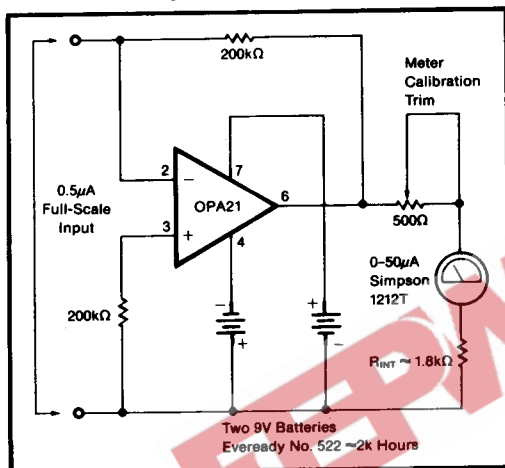 200kΩ
Meter
Calibration
Trim
2
7
−
OPA21
6
0.5µA
Full-Scale
Input
3
+
4
500Ω
0–50µA
Simpson
1212T
200kΩ
−
+
+
−
RINT ≈ 1.8kΩ
Two 9V Batteries
Eveready No. 522 ≈2k Hours